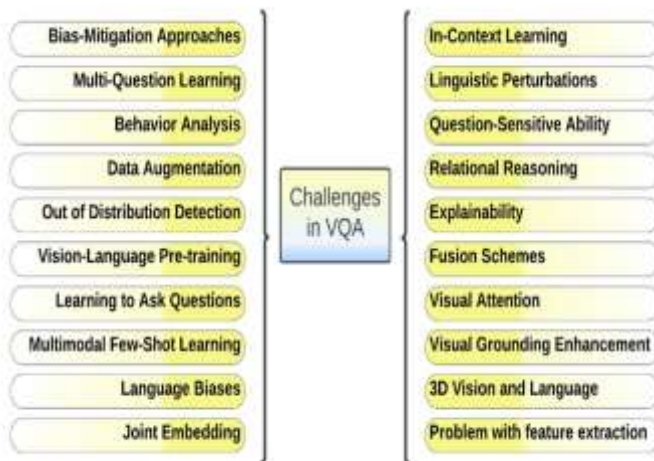 Bias-Mitigation Approaches
Multi-Question Learning
Behavior Analysis
Data Augmentation
Out of Distribution Detection
Vision-Language Pre-training
Learning to Ask Questions
Multimodal Few-Shot Learning
Language Biases
Joint Embedding
Challenges
in VQA
In-Context Learning
Linguistic Perturbations
Question-Sensitive Ability
Relational Reasoning
Explainability
Fusion Schemes
Visual Attention
Visual Grounding Enhancement
3D Vision and Language
Problem with feature extraction